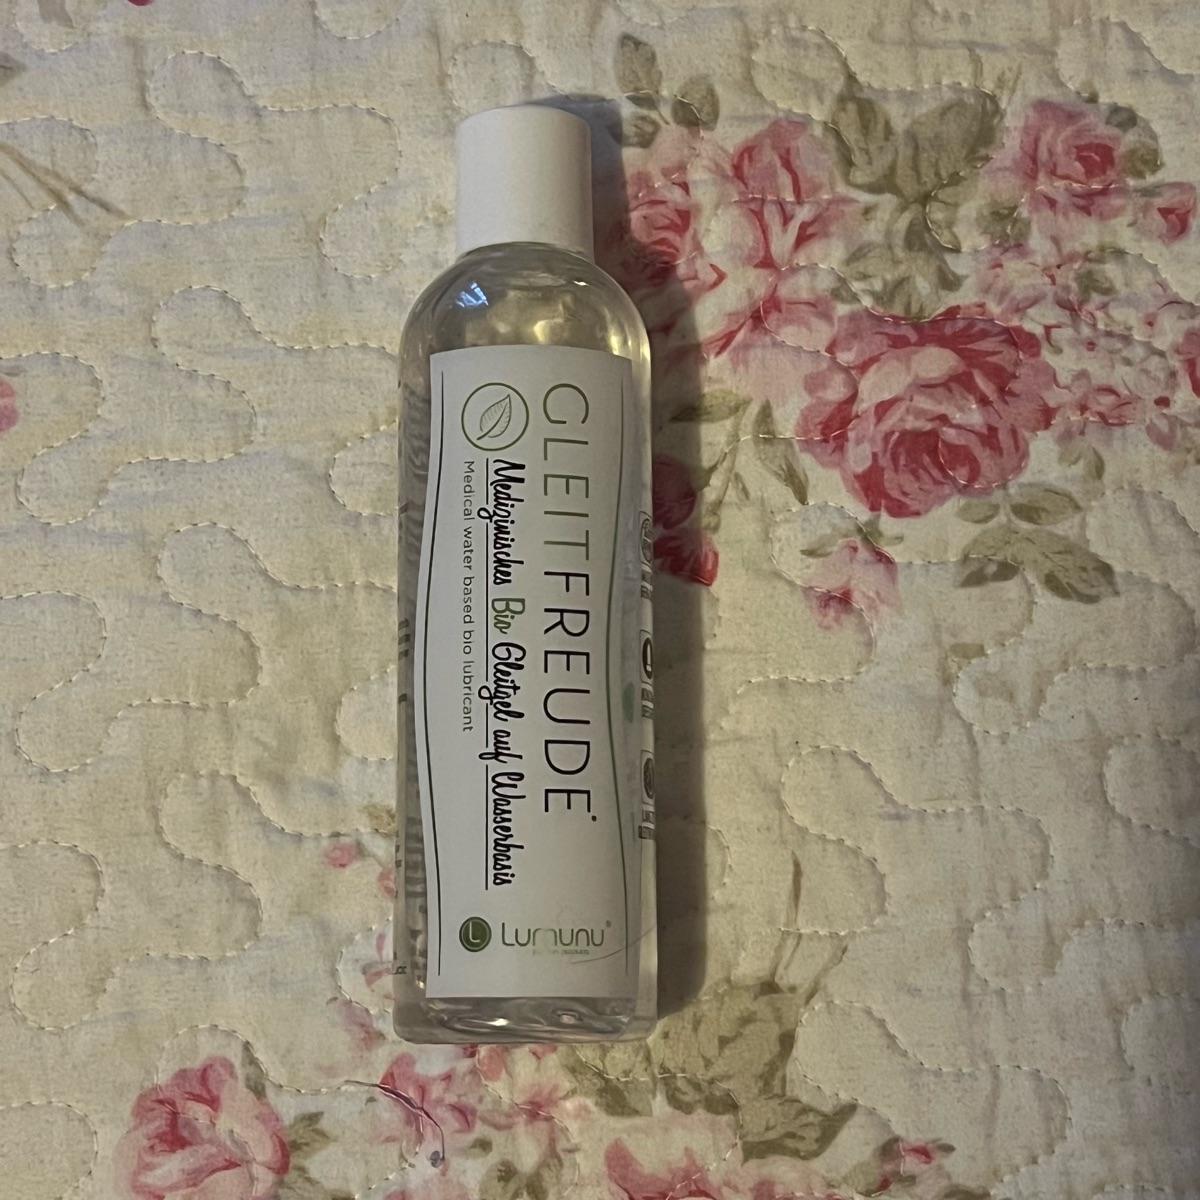 GLEITFREUDE®
Medizinisches Bio Gleitgel auf Wasserbasis
Medical water based bio lubricant
L Lumunu®